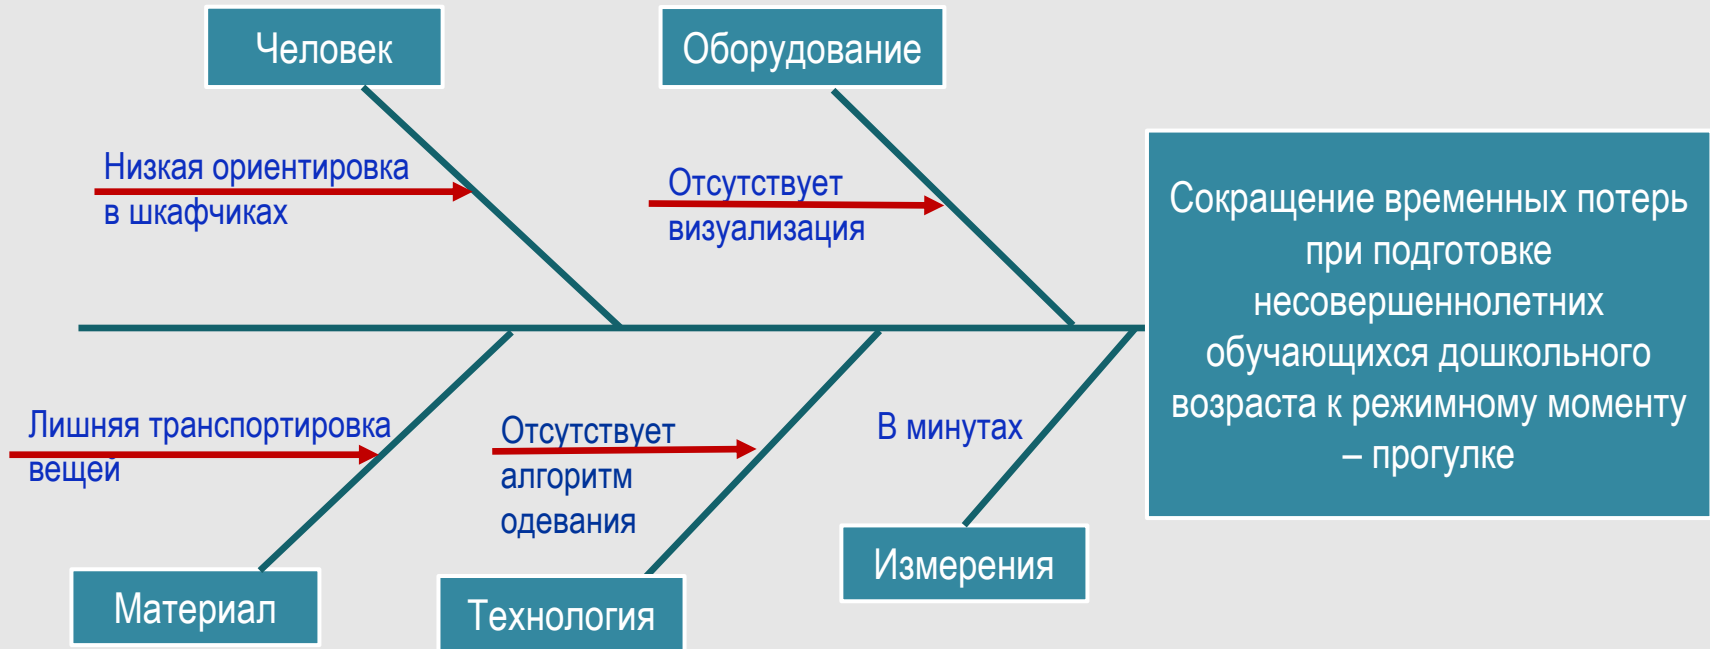 Человек
Оборудование
Низкая ориентировка
в шкафчиках
Отсутствует
визуализация
Сокращение временных потерь
при подготовке
несовершеннолетних
обучающихся дошкольного
возраста к режимному моменту
– прогулке
Лишняя транспортировка
вещей
Отсутствует
алгоритм
одевания
В минутах
Материал
Технология
Измерения